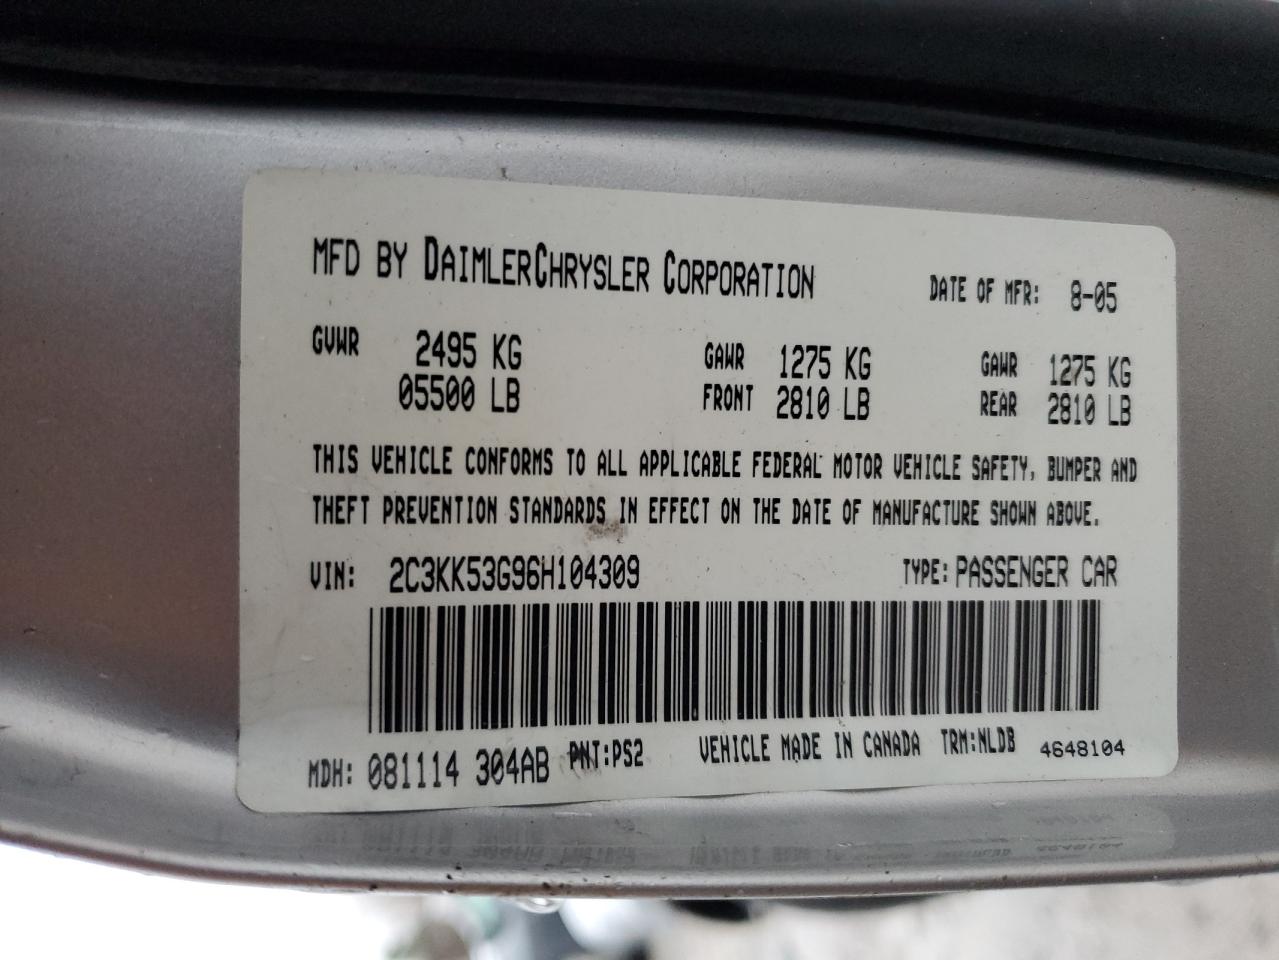 MFD BY DAIMLERCHRYSLER CORPORATION DATE OF MFR: 8-05
GVWR 2495 KG GAWR 1275 KG GAWR 1275 KG
05500 LB FRONT 2810 LB REAR 2810 LB
THIS VEHICLE CONFORMS TO ALL APPLICABLE FEDERAL MOTOR VEHICLE SAFETY, BUMPER AND
THEFT PREVENTION STANDARDS IN EFFECT ON THE DATE OF MANUFACTURE SHOWN ABOVE.
VIN: 2C3KK53G96H104309 TYPE: PASSENGER CAR
MDH: 081114 304AB PNT:PS2 VEHICLE MADE IN CANADA TRM:NLDB 4648104